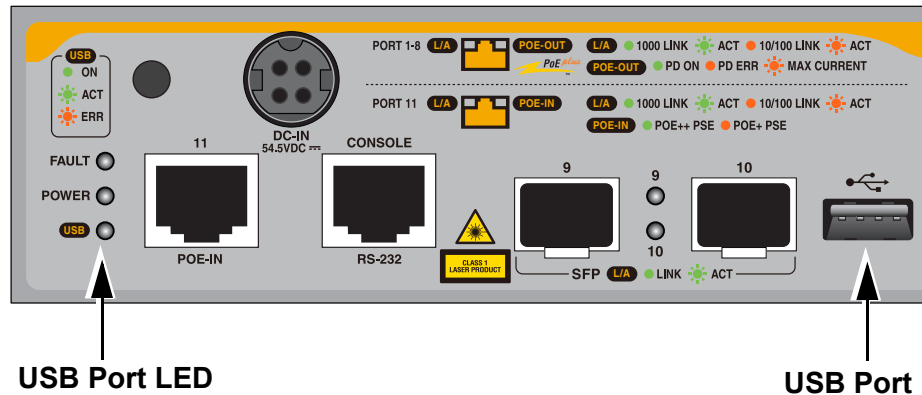 USB
ON
ACT
ERR
FAULT
POWER
USB
DC-IN
54.5VDC
PORT 1-8 L/A POE-OUT L/A 1000 LINK ACT 10/100 LINK ACT
PoE plus
™
POE-OUT PD ON PD ERR MAX CURRENT
PORT 11 L/A POE-IN L/A 1000 LINK ACT 10/100 LINK ACT
POE-IN POE++ PSE POE+ PSE
11
POE-IN
CONSOLE
RS-232
CLASS 1
LASER PRODUCT
9
9
10
10
SFP L/A LINK ACT
USB Port LED
USB Port